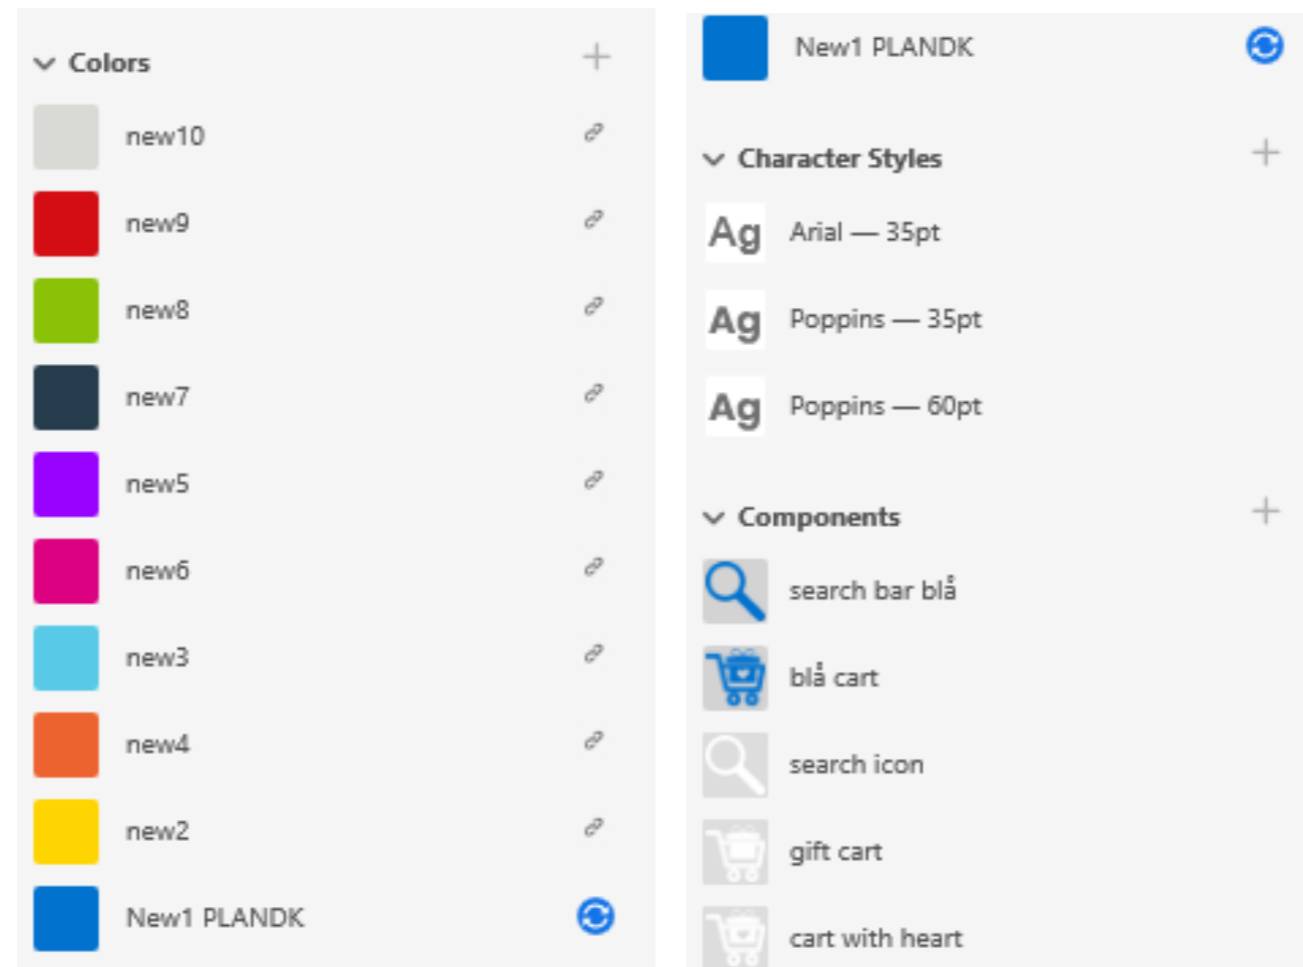 Colors
new10
new9
new8
new7
new5
new6
new3
new4
new2
New1 PLANDK
New1 PLANDK
Character Styles
Ag Arial — 35pt
Ag Poppins — 35pt
Ag Poppins — 60pt
Components
search bar blå
blå cart
search icon
gift cart
cart with heart